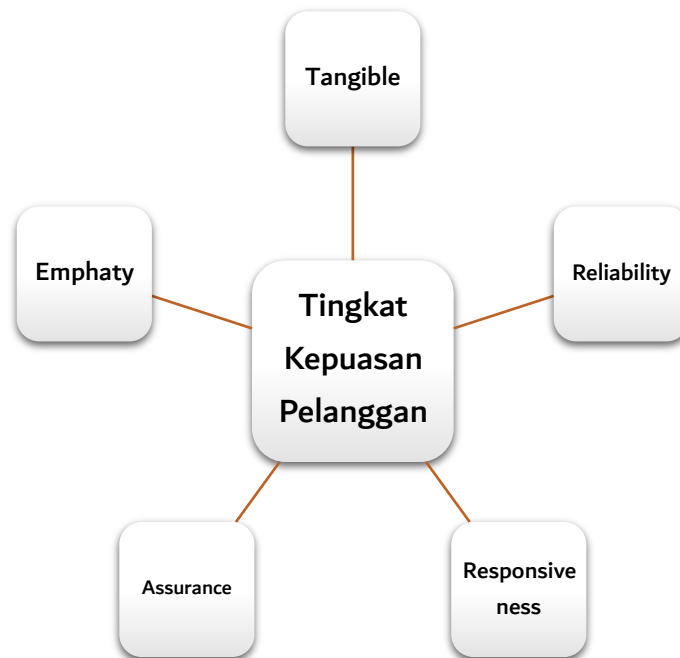 Tangible
Emphaty
Reliability
Tingkat
Kepuasan
Pelanggan
Assurance
Responsive
ness